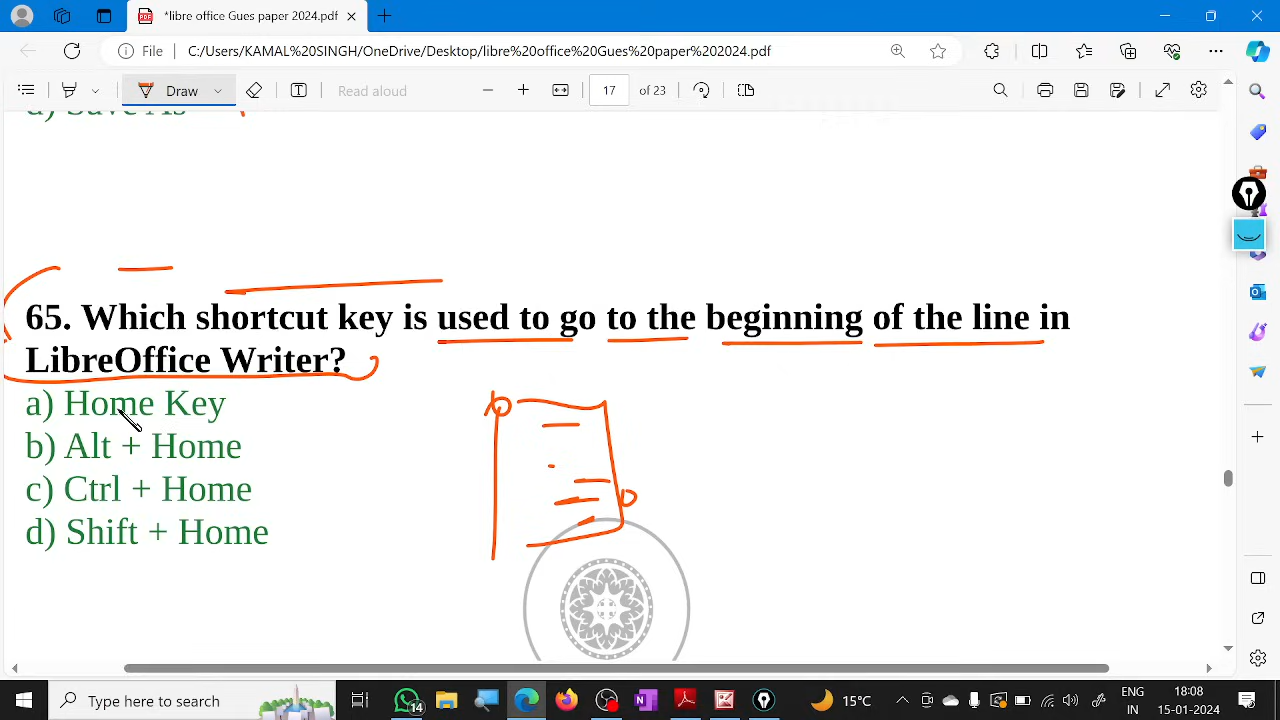 *libre office Gues paper 2024.pdf
File
C:/Users/KAMAL%20SINGH/OneDrive/Desktop/libre%20office%20Gues%20paper%202024.pdf
Draw
Read aloud
17
of 23
d) Save As
65. Which shortcut key is used to go to the beginning of the line in
LibreOffice Writer?
a) Home Key
b) Alt + Home
c) Ctrl + Home
d) Shift + Home
Type here to search
14
15°C
ENG
IN
18:08
15-01-2024